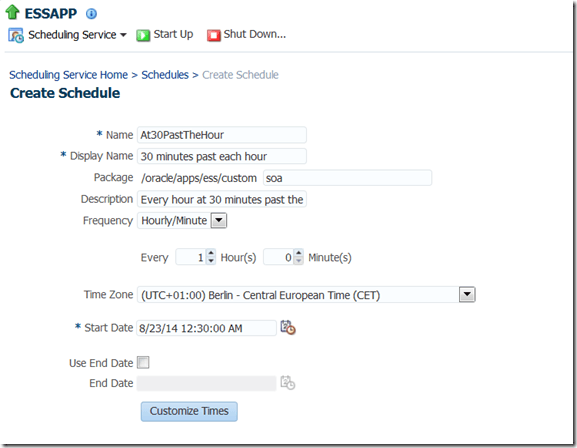 ESSAPP
Scheduling Service Start Up Shut Down...
Scheduling Service Home > Schedules > Create Schedule
Create Schedule
* Name At30PastTheHour
* Display Name 30 minutes past each hour
Package /oracle/apps/ess/custom soa
Description Every hour at 30 minutes past the
Frequency Hourly/Minute
Every 1 Hour(s) 0 Minute(s)
Time Zone (UTC+01:00) Berlin - Central European Time (CET)
* Start Date 8/23/14 12:30:00 AM
Use End Date
End Date
Customize Times